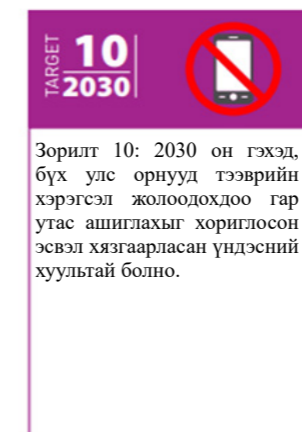 TARGET
10
2030
Зорилт 10: 2030 он гэхэд,
бүх улс орнууд тээврийн
хэрэгсэл жолоодохдоо гар
утас ашиглахыг хориглосон
эсвэл хязгаарласан үндэсний
хуультай болно.